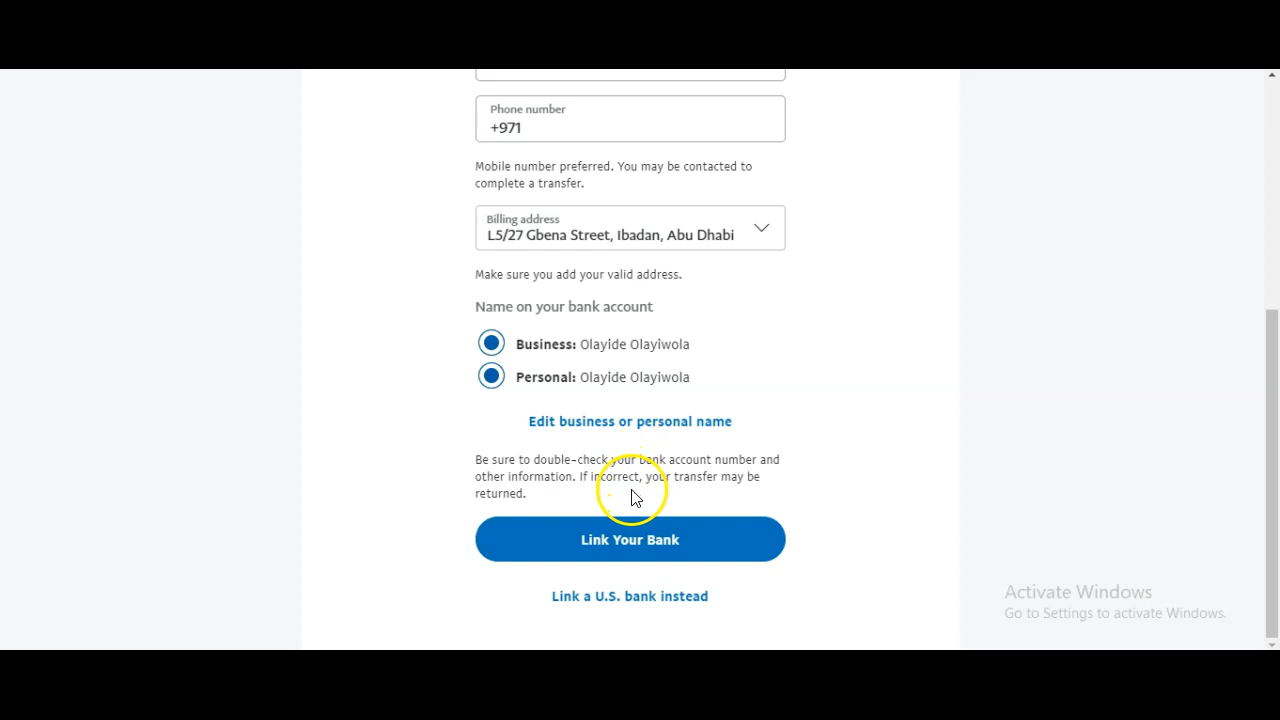 Phone number
+971
Mobile number preferred. You may be contacted to
complete a transfer.
Billing address
L5/27 Gbena Street, Ibadan, Abu Dhabi
Make sure you add your valid address.
Name on your bank account
Business: Olayide Olayiwola
Personal: Olayide Olayiwola
Edit business or personal name
Be sure to double-check your bank account number and
other information. If incorrect, your transfer may be
returned.
Link Your Bank
Link a U.S. bank instead
Activate Windows
Go to Settings to activate Windows.